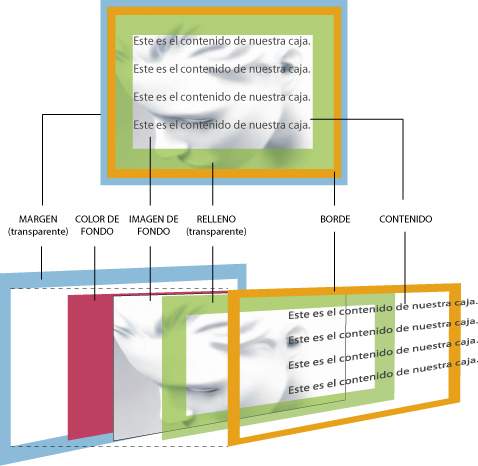 Este es el contenido de nuestra caja.
Este es el contenido de nuestra caja.
Este es el contenido de nuestra caja.
Este es el contenido de nuestra caja.
MARGEN
(transparente)
COLOR DE
FONDO
IMAGEN DE
FONDO
RELLENO
(transparente)
BORDE
CONTENIDO
Este es el contenido de nuestra caja.
Este es el contenido de nuestra caja.
Este es el contenido de nuestra caja.
Este es el contenido de nuestra caja.